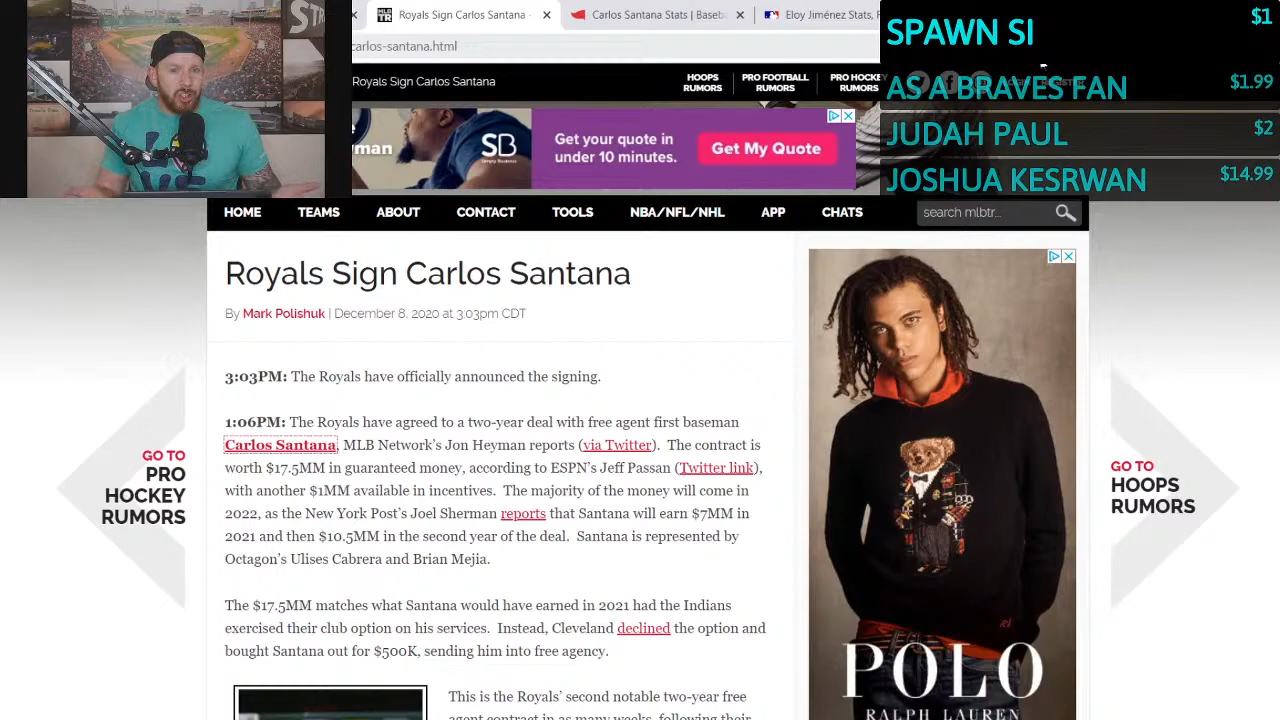 Royals Sign Carlos Santana -
Carlos Santana Stats | Baseb
Eloy Jiménez Stats, F
carlos-santana.html
SPAWN SI $1
AS A BRAVES FAN $1.99
JUDAH PAUL $2
JOSHUA KESRWAN $14.99
Royals Sign Carlos Santana
HOOPS RUMORS
PRO FOOTBALL RUMORS
PRO HOCKEY RUMORS
SB
Get your quote in
under 10 minutes.
Get My Quote
HOME TEAMS ABOUT CONTACT TOOLS NBA/NFL/NHL APP CHATS
search mlbtr...
Royals Sign Carlos Santana
By Mark Polishuk | December 8, 2020 at 3:03pm CDT
3:03PM: The Royals have officially announced the signing.
1:06PM: The Royals have agreed to a two-year deal with free agent first baseman
Carlos Santana, MLB Network's Jon Heyman reports (via Twitter). The contract is
worth $17.5MM in guaranteed money, according to ESPN's Jeff Passan (Twitter link),
with another $1MM available in incentives. The majority of the money will come in
2022, as the New York Post's Joel Sherman reports that Santana will earn $7MM in
2021 and then $10.5MM in the second year of the deal. Santana is represented by
Octagon's Ulises Cabrera and Brian Mejia.
The $17.5MM matches what Santana would have earned in 2021 had the Indians
exercised their club option on his services. Instead, Cleveland declined the option and
bought Santana out for $500K, sending him into free agency.
This is the Royals' second notable two-year free
agent contract in as many weeks, following their
GO TO
PRO
HOCKEY
RUMORS
GO TO
HOOPS
RUMORS
POLO
RALPH LAUREN